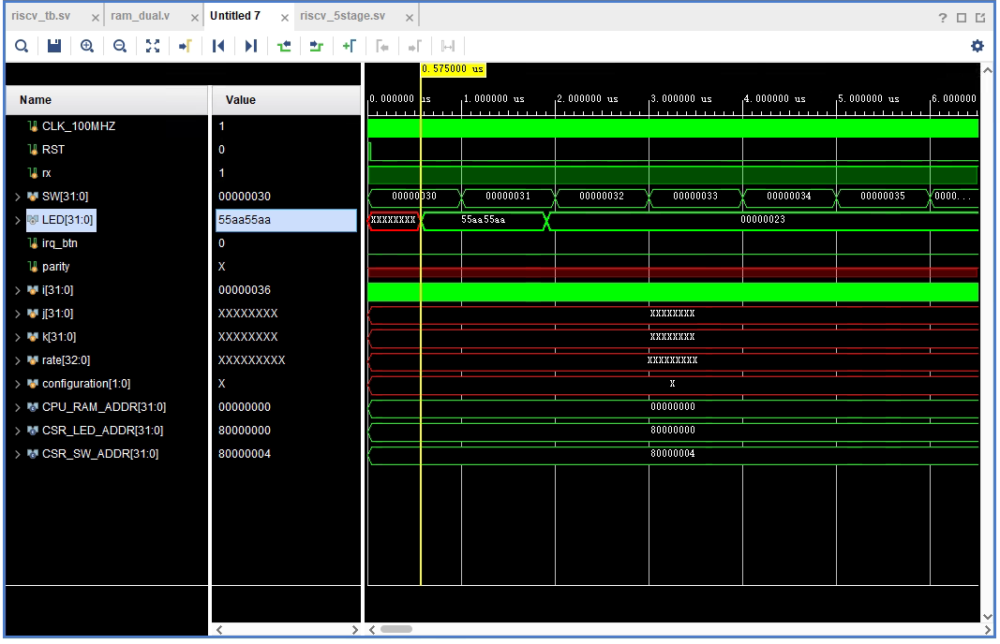 riscv_tb.sv × ram_dual.v × Untitled 7 × riscv_5stage.sv ×
0.575000 us
0.000000 us 1.000000 us 2.000000 us 3.000000 us 4.000000 us 5.000000 us 6.000000
Name Value
CLK_100MHZ 1
RST 0
rx 1
SW[31:0] 00000030 00000030 00000031 00000032 00000033 00000034 00000035 0000...
LED[31:0] 55aa55aa XXXXXXXX 55aa55aa 00000023
irq_btn 0
parity X
i[31:0] 00000036
j[31:0] XXXXXXXX XXXXXXXX
k[31:0] XXXXXXXX XXXXXXXX
rate[32:0] XXXXXXXXX XXXXXXXXX
configuration[1:0] X X
CPU_RAM_ADDR[31:0] 00000000 00000000
CSR_LED_ADDR[31:0] 80000000 80000000
CSR_SW_ADDR[31:0] 80000004 80000004